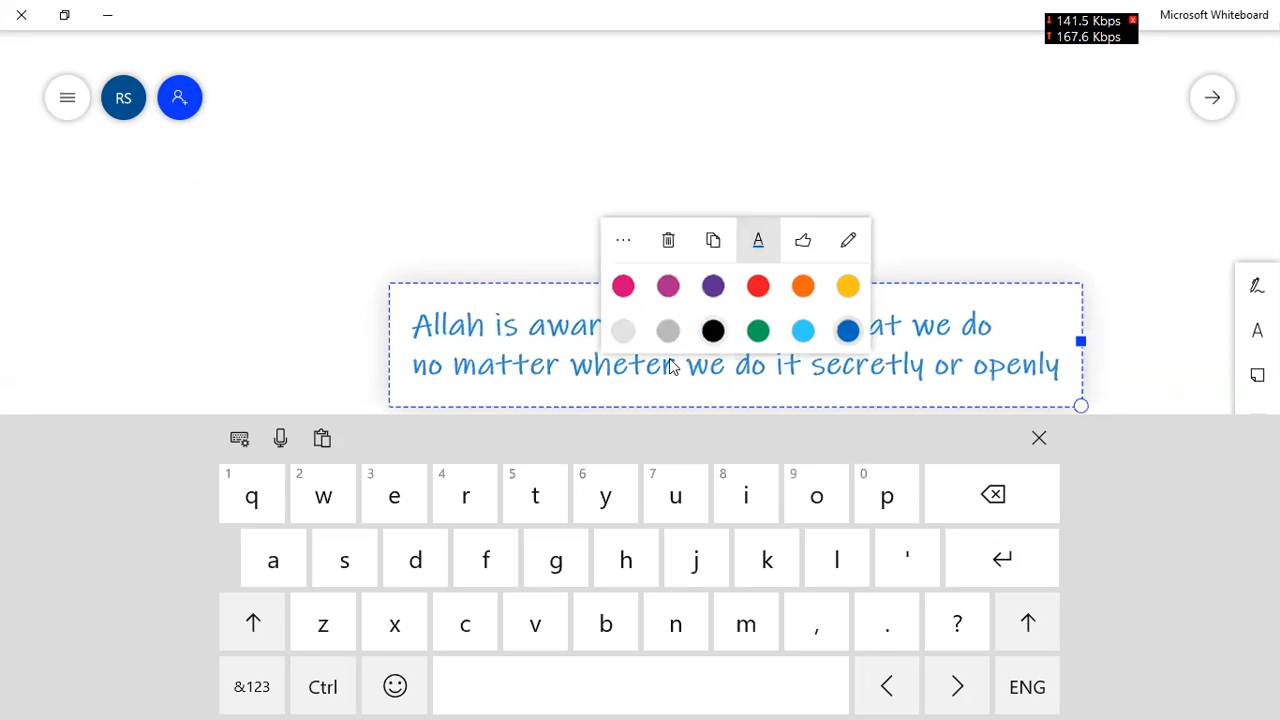 Microsoft Whiteboard
141.5 Kbps x
167.6 Kbps
RS
A
Allah is awar at we do
no matter wheten we do it secretly or openly
A
1 2 3 4 5 6 7 8 9 0
q w e r t y u i o p
a s d f g h j k l '
z x c v b n m , . ?
&123 Ctrl < > ENG